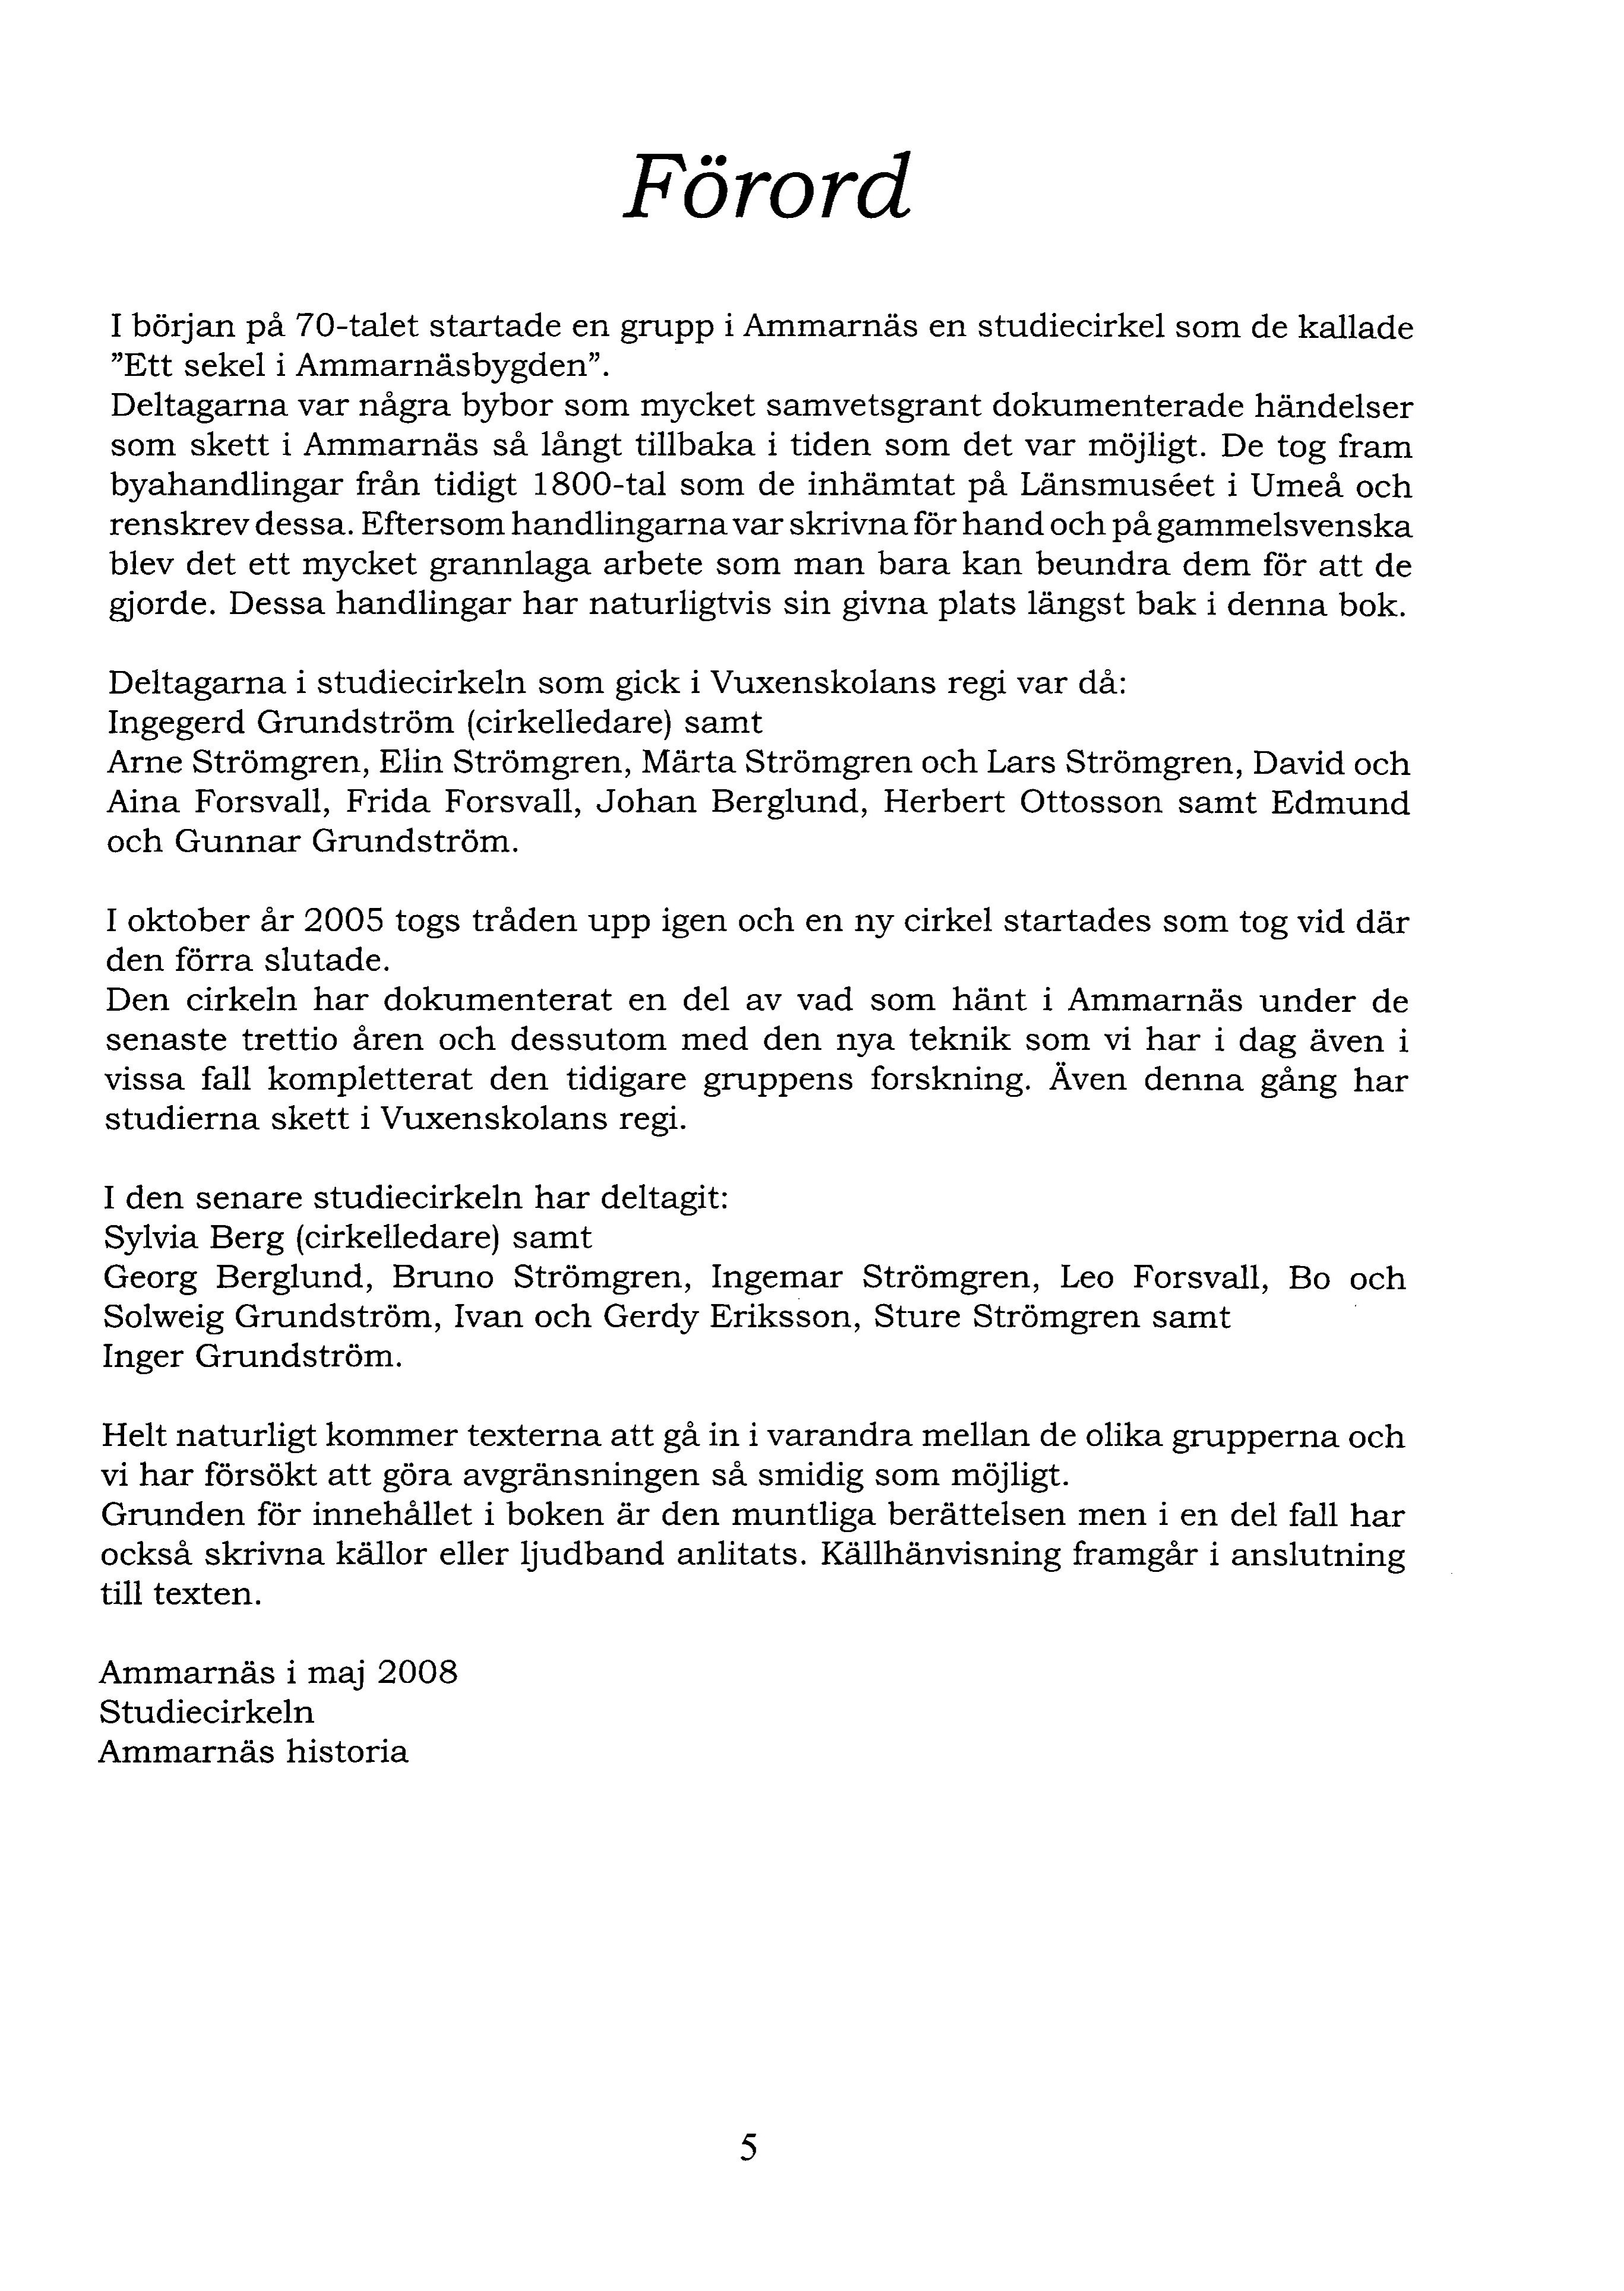 Förord
I början på 70-talet startade en grupp i Ammarnäs en studiecirkel som de kallade
”Ett sekel i Ammarnäsbygden”.
Deltagarna var några bybor som mycket samvetsgrant dokumenterade händelser
som skett i Ammarnäs så långt tillbaka i tiden som det var möjligt. De tog fram
byahandlingar från tidigt 1800-tal som de inhämtat på Länsmuséet i Umeå och
renskrev dessa. Eftersom handlingarna var skrivna för hand och på gammelsvenska
blev det ett mycket grannlaga arbete som man bara kan beundra dem för att de
gjorde. Dessa handlingar har naturligtvis sin givna plats längst bak i denna bok.
Deltagarna i studiecirkeln som gick i Vuxenskolans regi var då:
Ingegerd Grundström (cirkelledare) samt
Arne Strömgren, Elin Strömgren, Märta Strömgren och Lars Strömgren, David och
Aina Forsvall, Frida Forsvall, Johan Berglund, Herbert Ottosson samt Edmund
och Gunnar Grundström.
I oktober år 2005 togs tråden upp igen och en ny cirkel startades som tog vid där
den förra slutade.
Den cirkeln har dokumenterat en del av vad som hänt i Ammarnäs under de
senaste trettio åren och dessutom med den nya teknik som vi har i dag även i
vissa fall kompletterat den tidigare gruppens forskning. Även denna gång har
studierna skett i Vuxenskolans regi.
I den senare studiecirkeln har deltagit:
Sylvia Berg (cirkelledare) samt
Georg Berglund, Bruno Strömgren, Ingemar Strömgren, Leo Forsvall, Bo och
Solweig Grundström, Ivan och Gerdy Eriksson, Sture Strömgren samt
Inger Grundström.
Helt naturligt kommer texterna att gå in i varandra mellan de olika grupperna och
vi har försökt att göra avgränsningen så smidig som möjligt.
Grunden för innehållet i boken är den muntliga berättelsen men i en del fall har
också skrivna källor eller ljudband anlitats. Källhänvisning framgår i anslutning
till texten.
Ammarnäs i maj 2008
Studiecirkeln
Ammarnäs historia
5